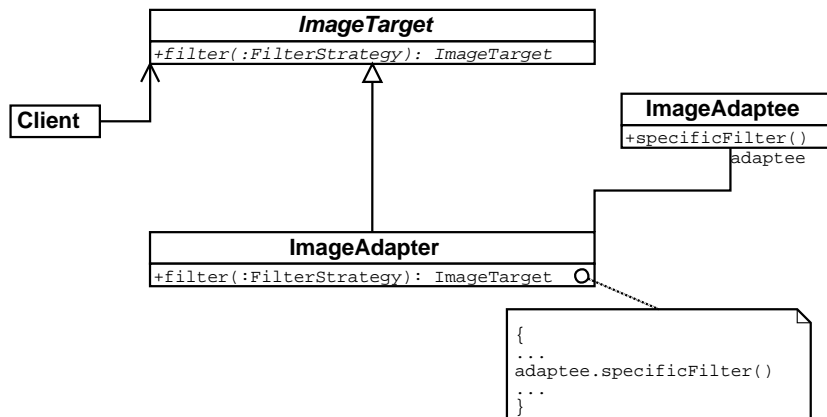 ImageTarget
+filter(:FilterStrategy): ImageTarget
Client
ImageAdaptee
+specificFilter()
adaptee
ImageAdapter
+filter(:FilterStrategy): ImageTarget
{
...
adaptee.specificFilter()
...
}